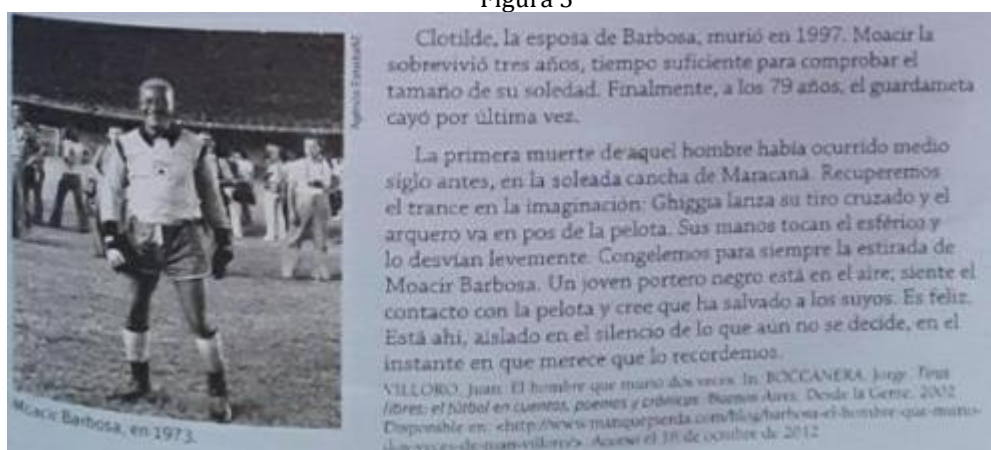 Figura 3
Clotilde, la esposa de Barbosa, murió en 1997. Moacir la
sobrevivió tres años, tiempo suficiente para comprobar el
tamaño de su soledad. Finalmente, a los 79 años, el guardameta
cayó por última vez.
La primera muerte de aquel hombre había ocurrido medio
siglo antes, en la soleada cancha de Maracaná. Recuperemos
el trance en la imaginación: Ghiggia lanza su tiro cruzado y el
arquero va en pos de la pelota. Sus manos tocan el esférico y
lo desvían levemente. Congelemos para siempre la estirada de
Moacir Barbosa. Un joven portero negro está en el aire; siente el
contacto con la pelota y cree que ha salvado a los suyos. Es feliz.
Está ahí, aislado en el silencio de lo que aún no se decide, en el
instante en que merece que lo recordemos.
VILLORO, Juan. El hombre que murió dos veces. In: BOCCANERA, Jorge. Tiros
libres: el fútbol en cuentos, poemas y crónicas. Buenos Aires: Desde la Gente, 2002.
Disponible en: <http://www.
Acceso el 18 de octubre de 2012
Moacir Barbosa, en 1973.